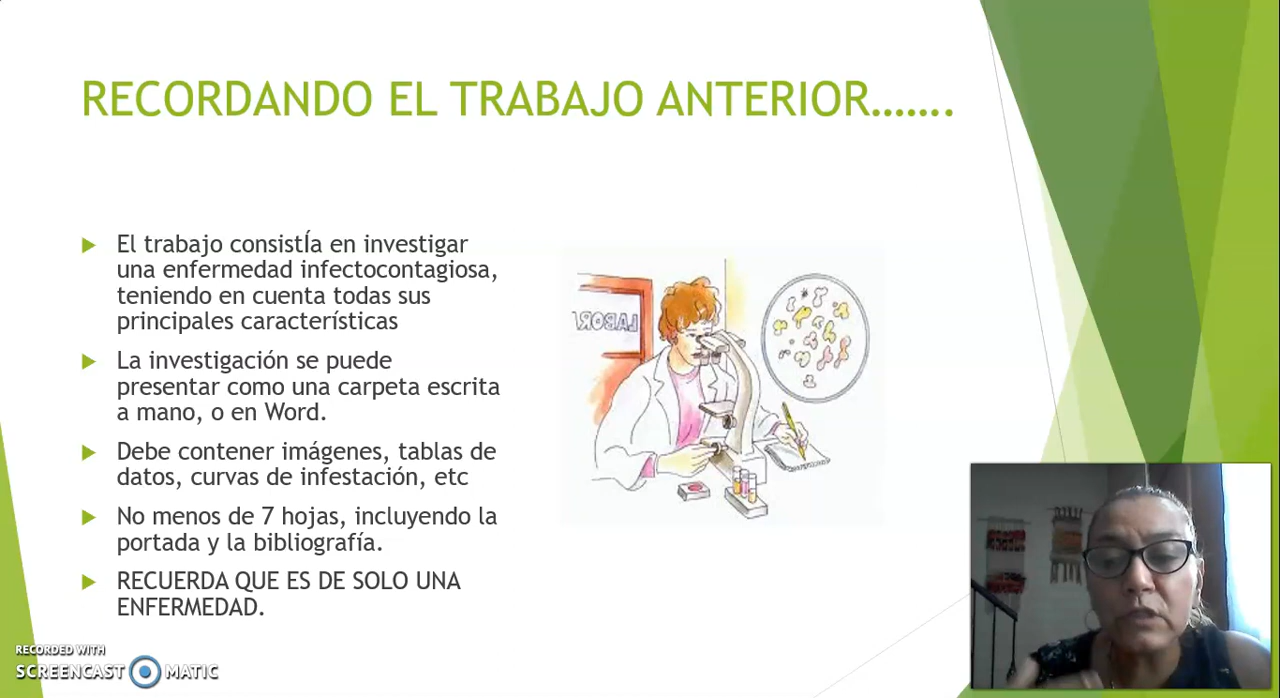 RECORDANDO EL TRABAJO ANTERIOR.......
El trabajo consistÍa en investigar
una enfermedad infectocontagiosa,
teniendo en cuenta todas sus
principales características
La investigación se puede
presentar como una carpeta escrita
a mano, o en Word.
Debe contener imágenes, tablas de
datos, curvas de infestación, etc
No menos de 7 hojas, incluyendo la
portada y la bibliografía.
RECUERDA QUE ES DE SOLO UNA
ENFERMEDAD.
LABOR
RECORDED WITH
SCREENCAST MATIC